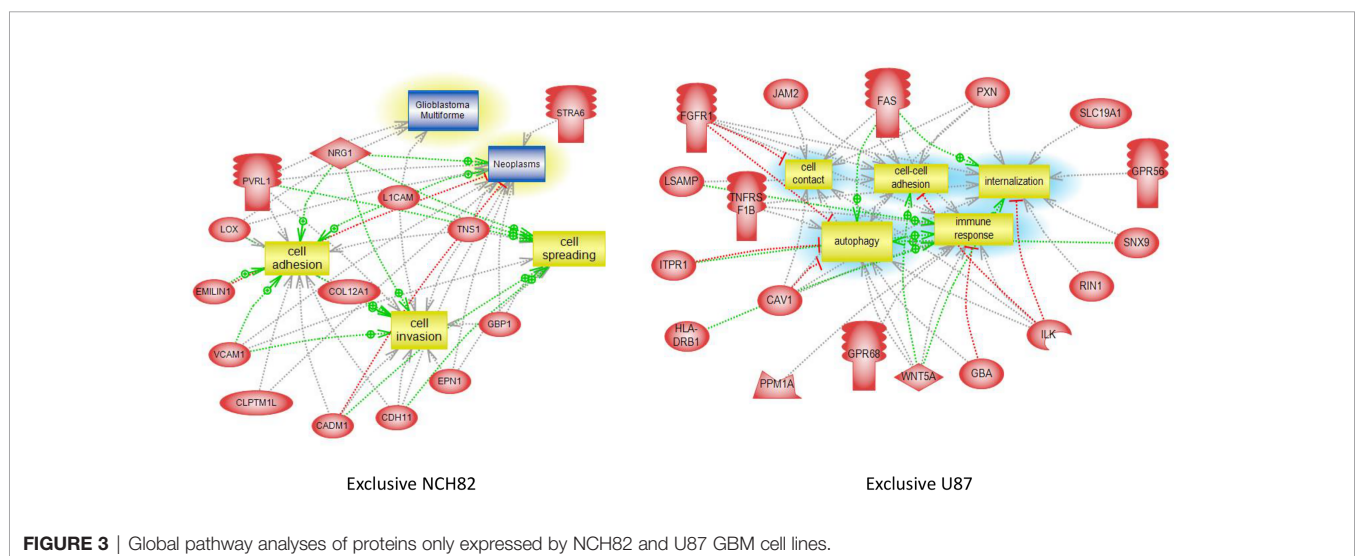 Glioblastoma
Multiforme
STRA6
NRG1
Neoplasms
PVRL1
L1CAM
LOX
TNS1
cell
adhesion
cell
spreading
EMILIN1
COL12A1
cell
invasion
GBP1
VCAM1
EPN1
CLPTM1L
CADM1
CDH11
Exclusive NCH82
JAM2
FAS
PXN
FGFR1
SLC19A1
cell
contact
cell-cell
adhesion
internalization
GPR56
LSAMP
TNFRS
F1B
immune
response
autophagy
SNX9
ITPR1
CAV1
RIN1
HLA-
DRB1
ILK
GPR68
PPM1A
WNT5A
GBA
Exclusive U87
FIGURE 3 | Global pathway analyses of proteins only expressed by NCH82 and U87 GBM cell lines.